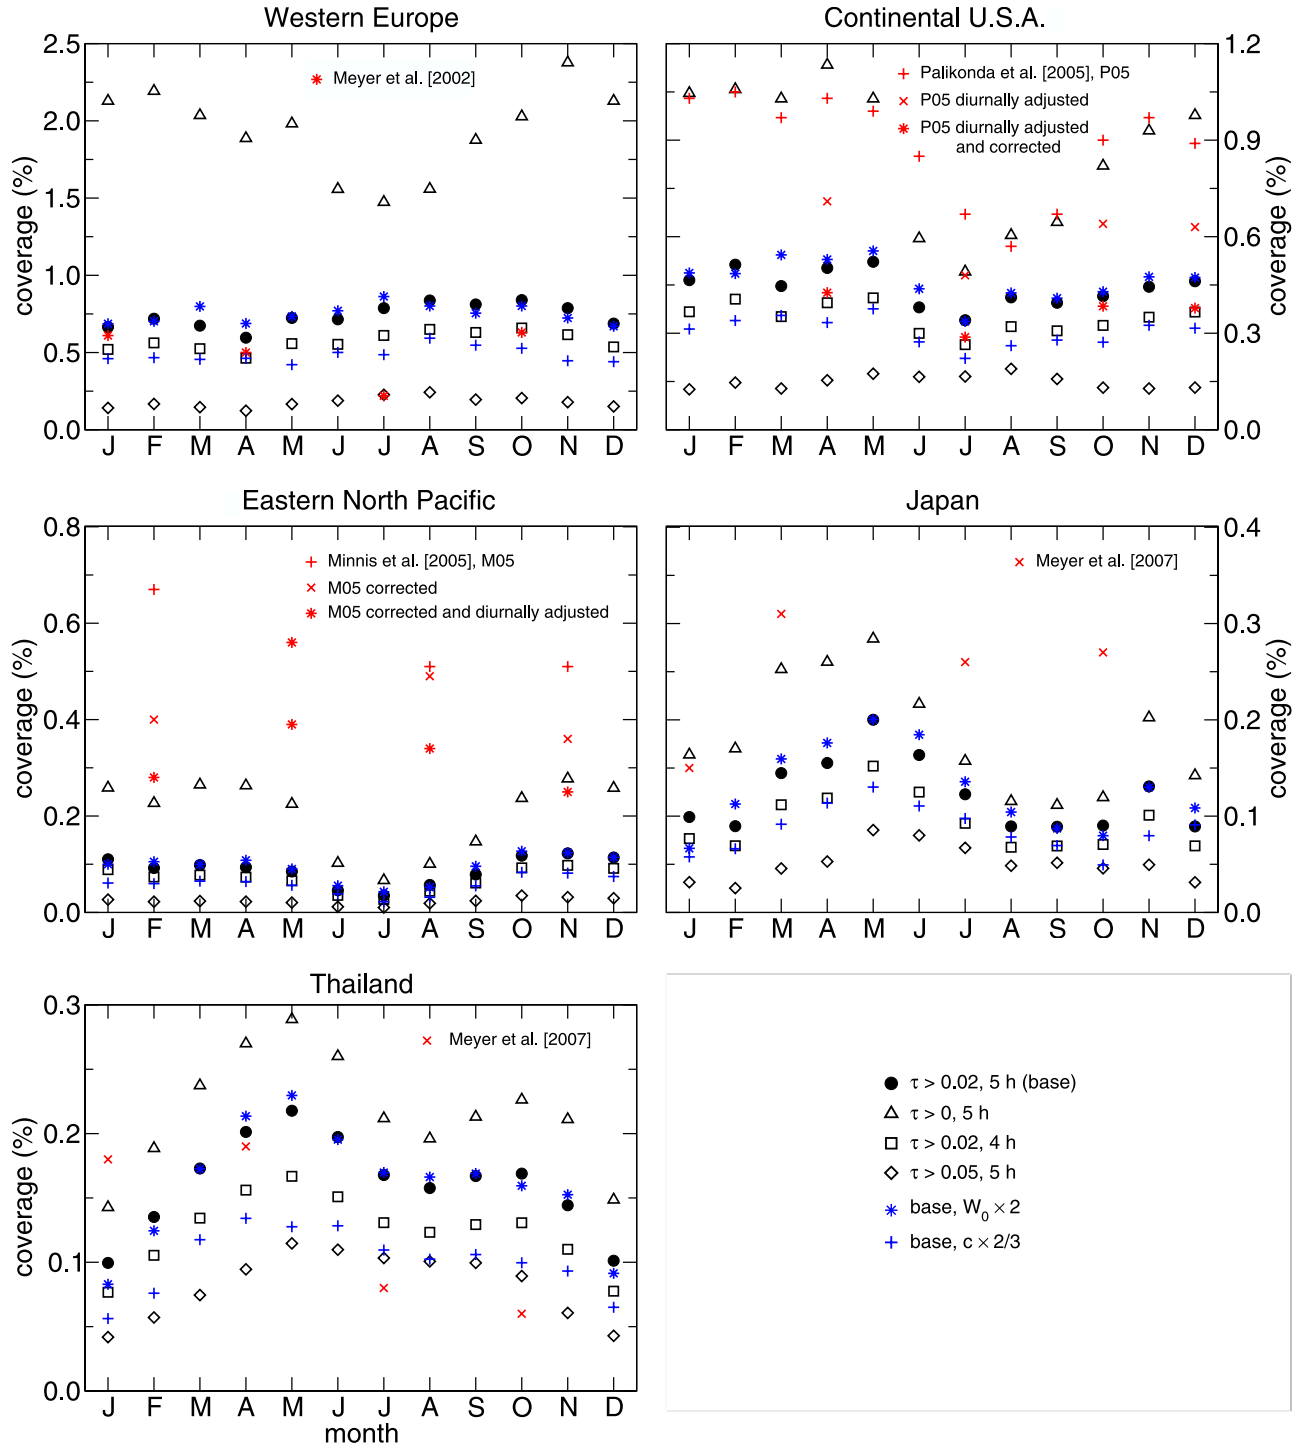 Western Europe
Continental U.S.A.
2.5
2.0
1.5
1.0
0.5
0.0
coverage (%)
Meyer et al. [2002]
J F M A M J J A S O N D
Palikonda et al. [2005], P05
P05 diurnally adjusted
P05 diurnally adjusted
and corrected
1.2
0.9
0.6
0.3
0.0
coverage (%)
J F M A M J J A S O N D
Eastern North Pacific
Japan
0.8
0.6
0.4
0.2
0.0
coverage (%)
Minnis et al. [2005], M05
M05 corrected
M05 corrected and diurnally adjusted
J F M A M J J A S O N D
Meyer et al. [2007]
0.4
0.3
0.2
0.1
0.0
coverage (%)
J F M A M J J A S O N D
Thailand
0.3
0.2
0.1
0.0
coverage (%)
Meyer et al. [2007]
J F M A M J J A S O N D
month
τ > 0.02, 5 h (base)
τ > 0, 5 h
τ > 0.02, 4 h
τ > 0.05, 5 h
base, W₀ × 2
base, c × 2/3